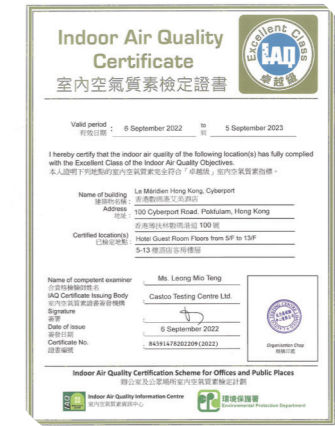 Indoor Air Quality
Certificate
室內空氣質素檢定證書
Excellent Class
IAQ
卓越級
Valid period : 6 September 2022 to 5 September 2023
有效日期 前
I hereby certify that the indoor air quality of the following location(s) has fully complied
with the Excellent Class of the Indoor Air Quality Objectives.
本人證明下列地點的室內空氣質素完全符合「卓越級」室內空氣質素指標。
Name of building Le Méridien Hong Kong, Cyberport
建築物名稱: 香港數碼港艾美酒店
Address 100 Cyberport Road, Pokfulam, Hong Kong
地址: 香港薄扶林數碼港道 100 號
Certified location(s) Hotel Guest Room Floors from 5/F to 13/F
已檢定地點: 5-13 樓酒店客房樓層
Name of competent examiner Ms. Leong Mio Teng
合資格檢驗師姓名
IAQ Certificate Issuing Body Castco Testing Centre Ltd.
室內空氣質素證書簽發機構
Signature
簽署
Date of issue 6 September 2022
簽發日期
Certificate No. 84591478202209(2022)
證書編號
Organisation Chop
機構印鑑
Indoor Air Quality Certification Scheme for Offices and Public Places
辦公室及公眾場所室內空氣質素檢定計劃
IAQ Indoor Air Quality Information Centre
室內空氣質素資訊中心
環境保護署
Environmental Protection Department